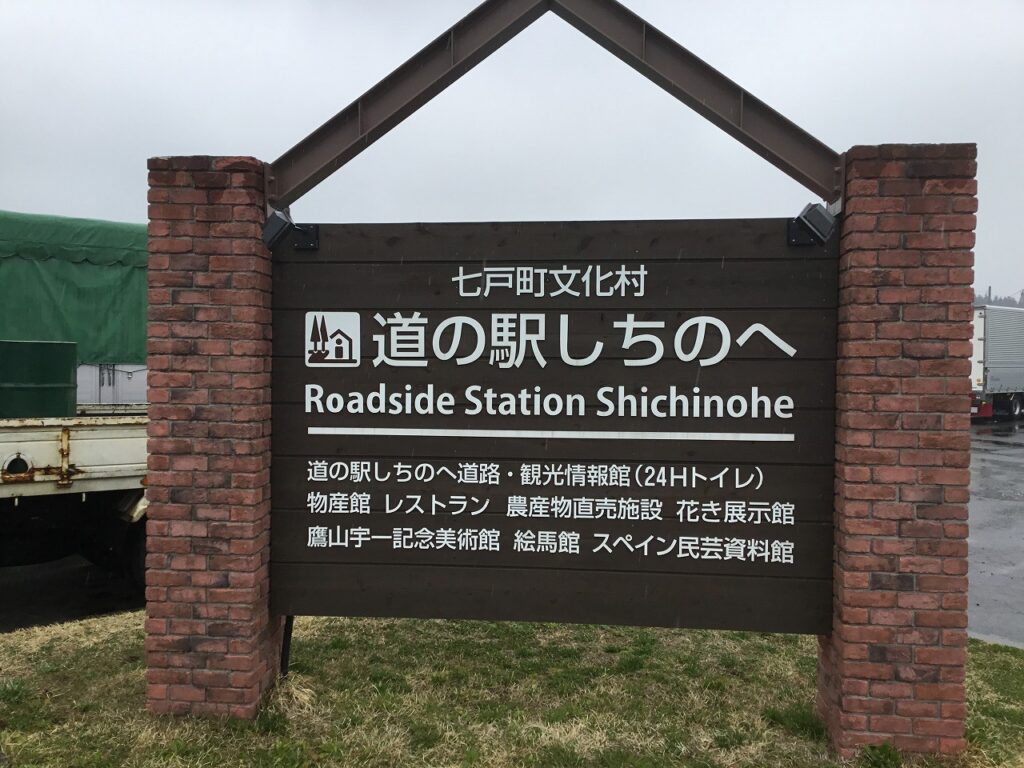 七戸町文化村
道の駅しちのへ
Roadside Station Shichinohe
道の駅しちのへ道路・観光情報館(24Hトイレ)
物産館 レストラン 農産物直売施設 花き展示館
鷹山宇一記念美術館 絵馬館 スペイン民芸資料館